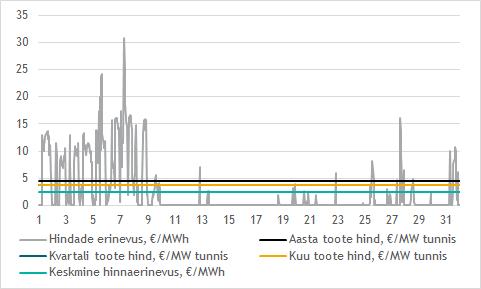 35
30
25
20
15
10
5
0
1 3 5 7 9 11 13 15 17 19 21 23 25 27 29 31
Hindade erinevus, €/MWh
Aasta toote hind, €/MW tunnis
Kvartali toote hind, €/MW tunnis
Kuu toote hind, €/MW tunnis
Keskmine hinnaerinevus, €/MWh